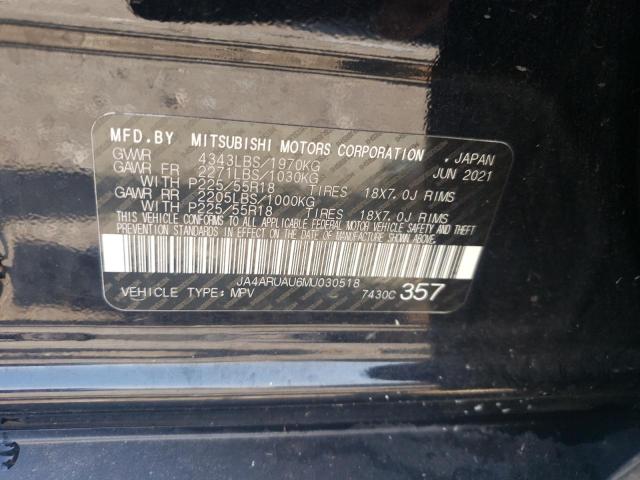 MFD.BY MITSUBISHI MOTORS CORPORATION , JAPAN
GVWR 4343LBS/1970KG JUN 2021
GAWR FR 2271LBS/1030KG
WITH P225/55R18 TIRES 18X7.0J RIMS
GAWR RR 2205LBS/1000KG
WITH P225/55R18 TIRES 18X7.0J RIMS
THIS VEHICLE CONFORMS TO ALL APPLICABLE FEDERAL MOTOR VEHICLE SAFETY AND THEFT
PREVENTION STANDARDS IN EFFECT ON THE DATE OF MANUFACTURE SHOWN ABOVE.
JA4ARUAU6MU030518
VEHICLE TYPE: MPV 7430C 357